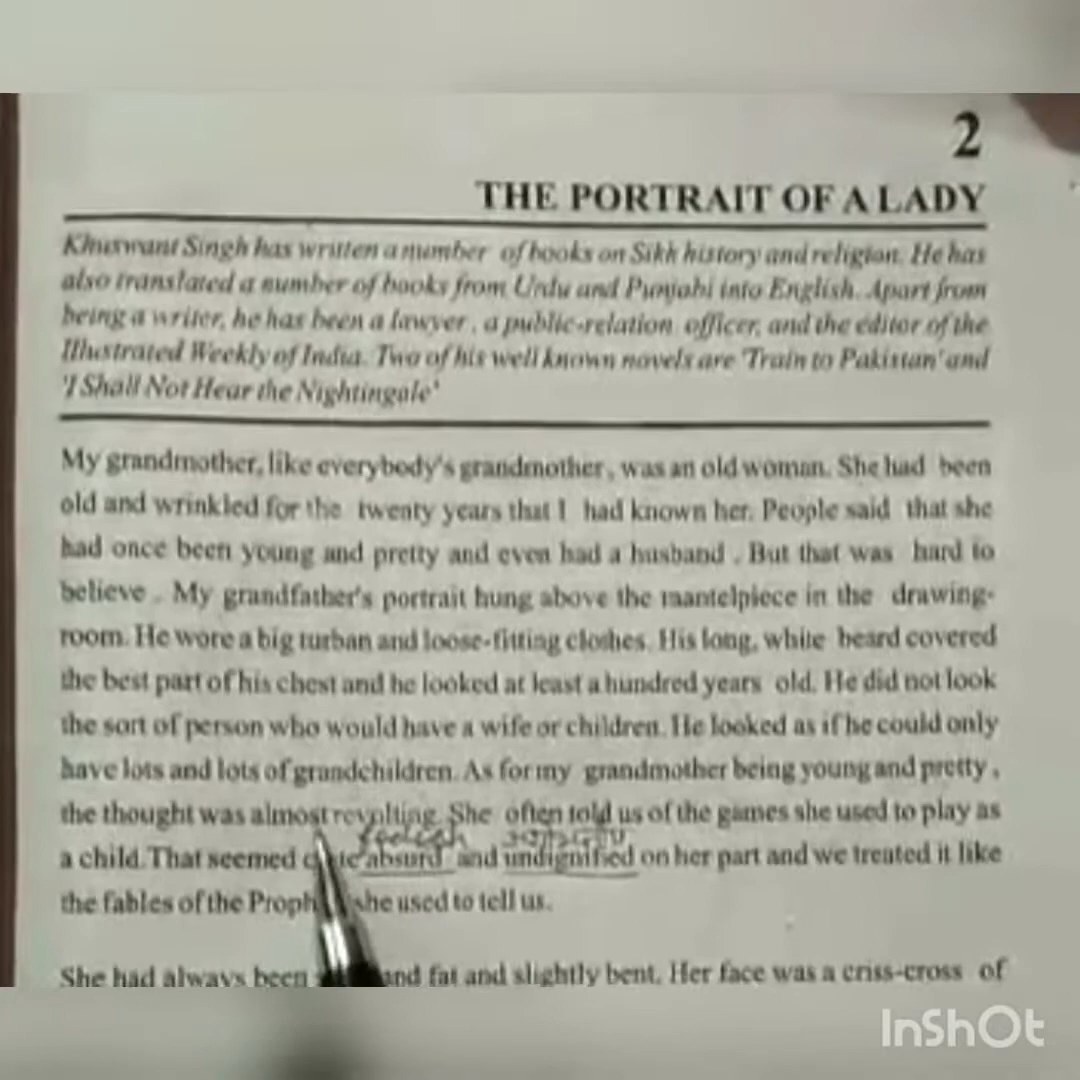 2
THE PORTRAIT OF A LADY
Khuswant Singh has written a number of books on Sikh history and religion. He has
also translated a number of books from Urdu and Punjabi into English. Apart from
being a writer, he has been a lawyer , a public-relation officer, and the editor of the
Illustrated Weekly of India. Two of his well known novels are 'Train to Pakistan' and
'I Shall Not Hear the Nightingale'
My grandmother, like everybody's grandmother , was an old woman. She had been
old and wrinkled for the twenty years that I had known her. People said that she
had once been young and pretty and even had a husband . But that was hard to
believe . My grandfather's portrait hung above the mantelpiece in the drawing-
room. He wore a big turban and loose-fitting clothes. His long, white beard covered
the best part of his chest and he looked at least a hundred years old. He did not look
the sort of person who would have a wife or children. He looked as if he could only
have lots and lots of grandchildren. As for my grandmother being young and pretty ,
the thought was almost revolting. She often told us of the games she used to play as
a child. That seemed absurd and undignified on her part and we treated it like
the fables of the she used to tell us.
She had always been and fat and slightly bent. Her face was a criss-cross of
InShOt